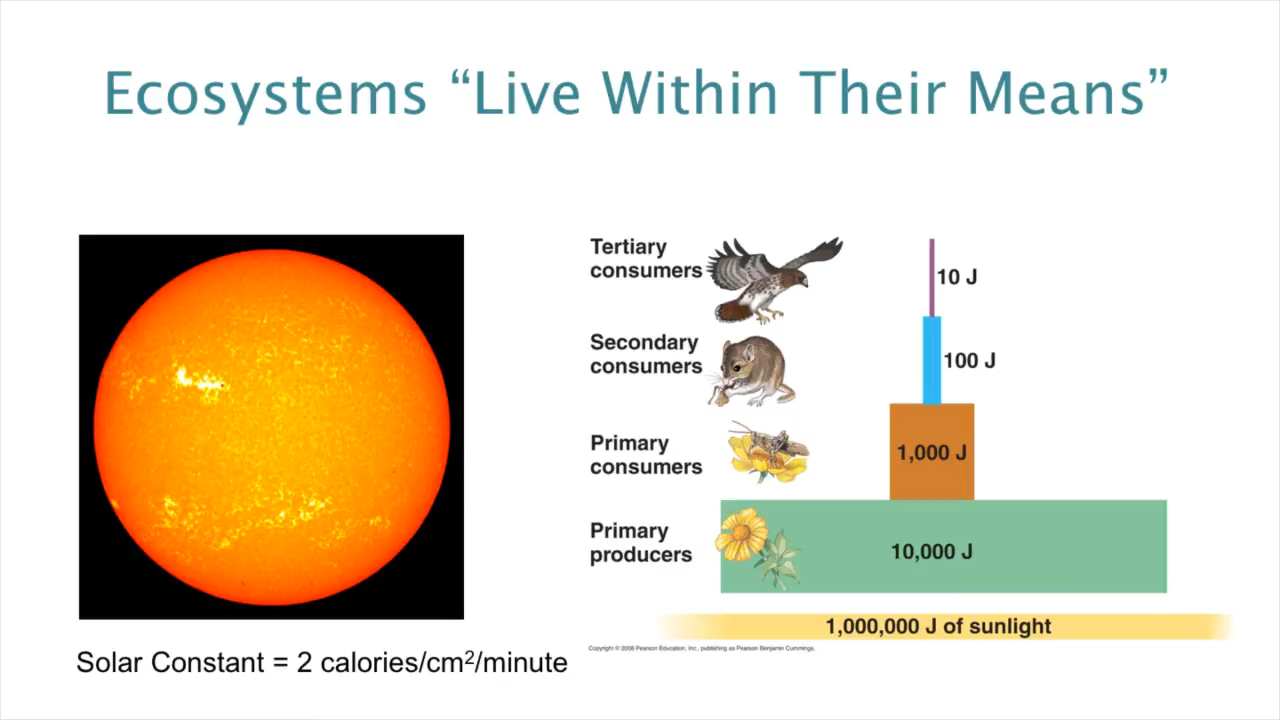 Ecosystems “Live Within Their Means”
Tertiary
consumers
10 J
Secondary
consumers
100 J
Primary
consumers
1,000 J
Primary
producers
10,000 J
1,000,000 J of sunlight
Copyright © 2008 Pearson Education, Inc., publishing as Pearson Benjamin Cummings.
Solar Constant = 2 calories/cm²/minute